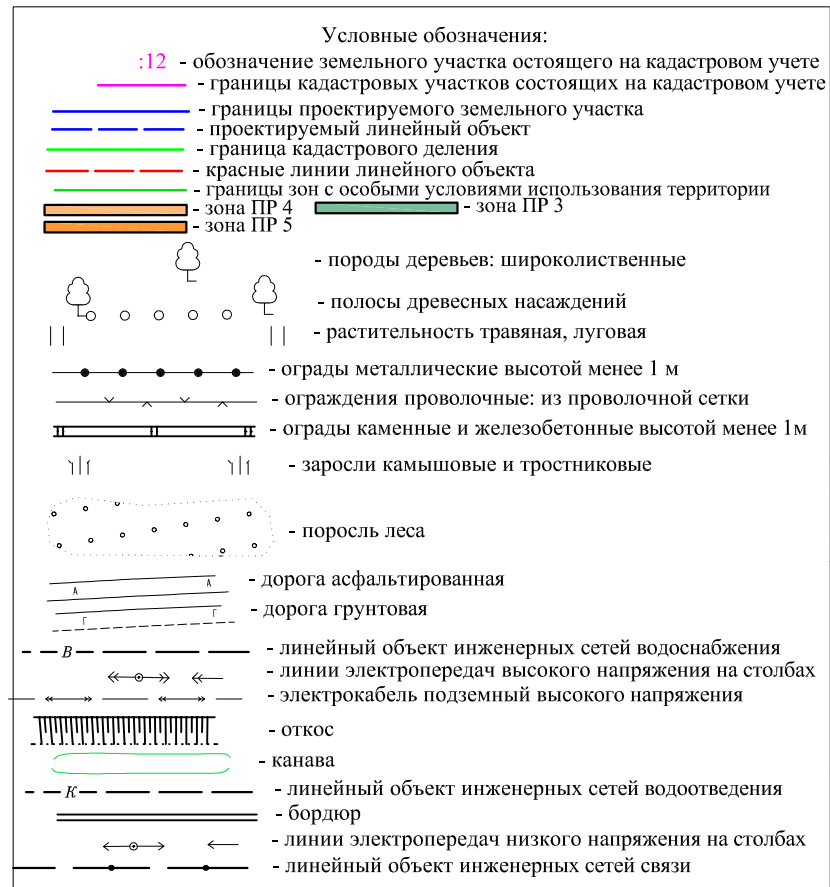 Условные обозначения:
:12 - обозначение земельного участка остоящего на кадастровом учете
- границы кадастровых участков состоящих на кадастровом учете
- границы проектируемого земельного участка
- проектируемый линейный объект
- граница кадастрового деления
- красные линии линейного объекта
- границы зон с особыми условиями использования территории
- зона ПР 4 - зона ПР 3
- зона ПР 5
- породы деревьев: широколиственные
- полосы древесных насаждений
- растительность травяная, луговая
- ограды металлические высотой менее 1 м
- ограждения проволочные: из проволочной сетки
- ограды каменные и железобетонные высотой менее 1м
- заросли камышовые и тростниковые
- поросль леса
А А - дорога асфальтированная
Г Г - дорога грунтовая
В - линейный объект инженерных сетей водоснабжения
- линии электропередач высокого напряжения на столбах
- электрокабель подземный высокого напряжения
- откос
- канава
К - линейный объект инженерных сетей водоотведения
- бордюр
- линии электропередач низкого напряжения на столбах
- линейный объект инженерных сетей связи